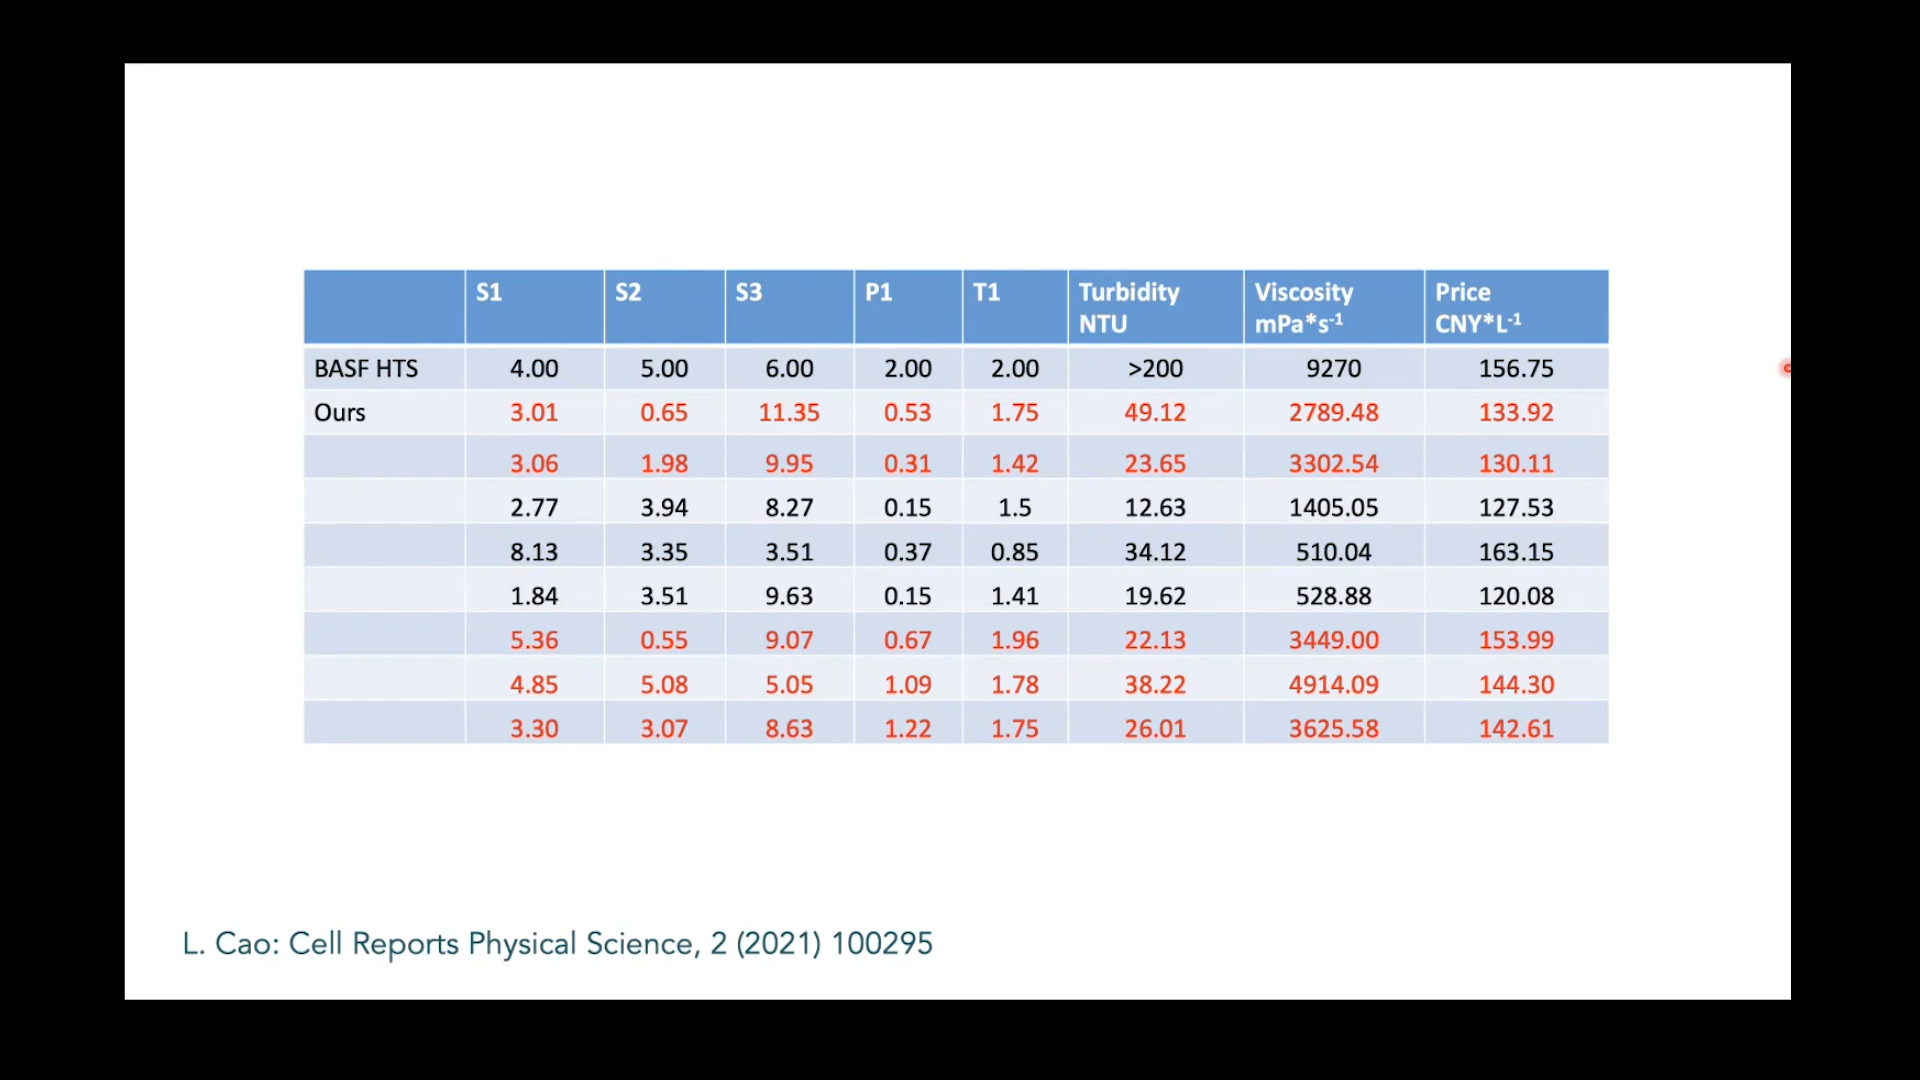 S1 S2 S3 P1 T1 Turbidity NTU Viscosity mPa*s-1 Price CNY*L-1
BASF HTS 4.00 5.00 6.00 2.00 2.00 >200 9270 156.75
Ours 3.01 0.65 11.35 0.53 1.75 49.12 2789.48 133.92
3.06 1.98 9.95 0.31 1.42 23.65 3302.54 130.11
2.77 3.94 8.27 0.15 1.5 12.63 1405.05 127.53
8.13 3.35 3.51 0.37 0.85 34.12 510.04 163.15
1.84 3.51 9.63 0.15 1.41 19.62 528.88 120.08
5.36 0.55 9.07 0.67 1.96 22.13 3449.00 153.99
4.85 5.08 5.05 1.09 1.78 38.22 4914.09 144.30
3.30 3.07 8.63 1.22 1.75 26.01 3625.58 142.61
L. Cao: Cell Reports Physical Science, 2 (2021) 100295